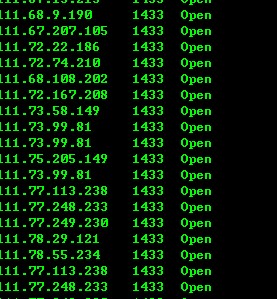 111.68.9.190 1433 Open
111.67.207.105 1433 Open
111.72.22.186 1433 Open
111.72.74.210 1433 Open
111.68.108.202 1433 Open
111.72.167.208 1433 Open
111.73.58.149 1433 Open
111.73.99.81 1433 Open
111.73.99.81 1433 Open
111.75.205.149 1433 Open
111.73.99.81 1433 Open
111.77.113.238 1433 Open
111.77.248.233 1433 Open
111.77.249.230 1433 Open
111.78.29.121 1433 Open
111.78.55.234 1433 Open
111.77.113.238 1433 Open
111.77.248.233 1433 Open